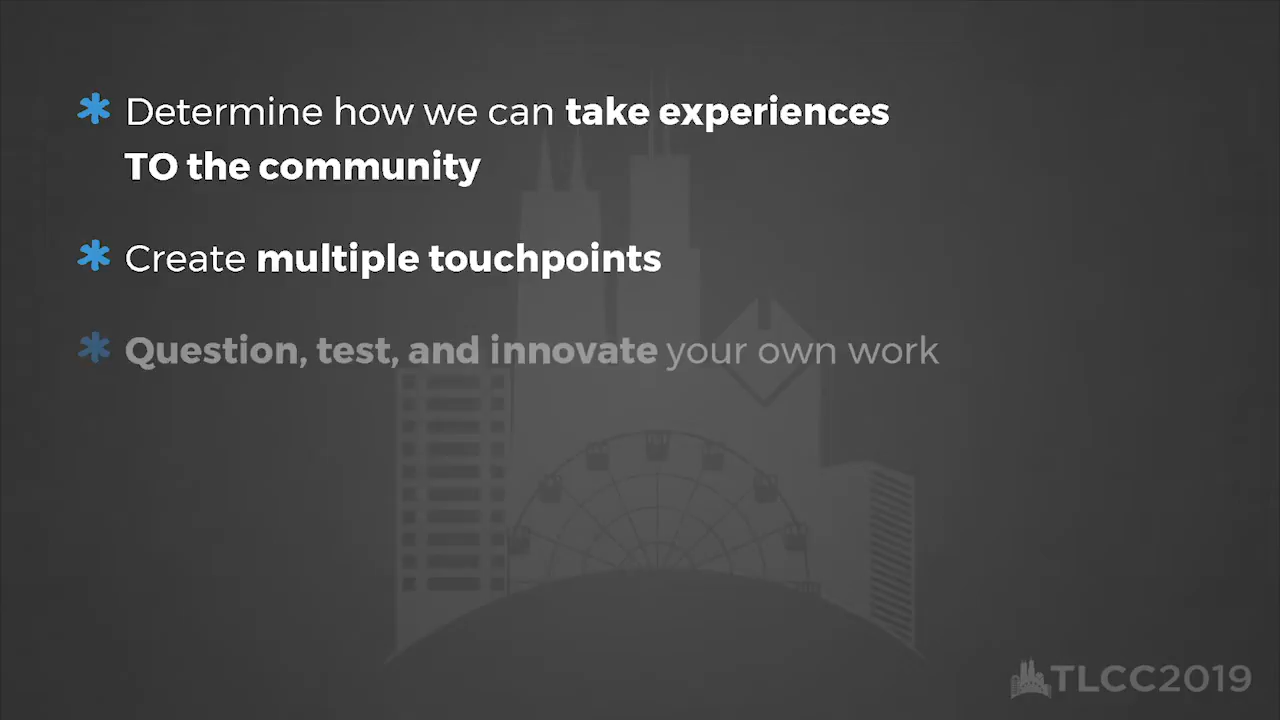 * Determine how we can take experiences
TO the community
* Create multiple touchpoints
* Question, test, and innovate your own work
TLCC2019